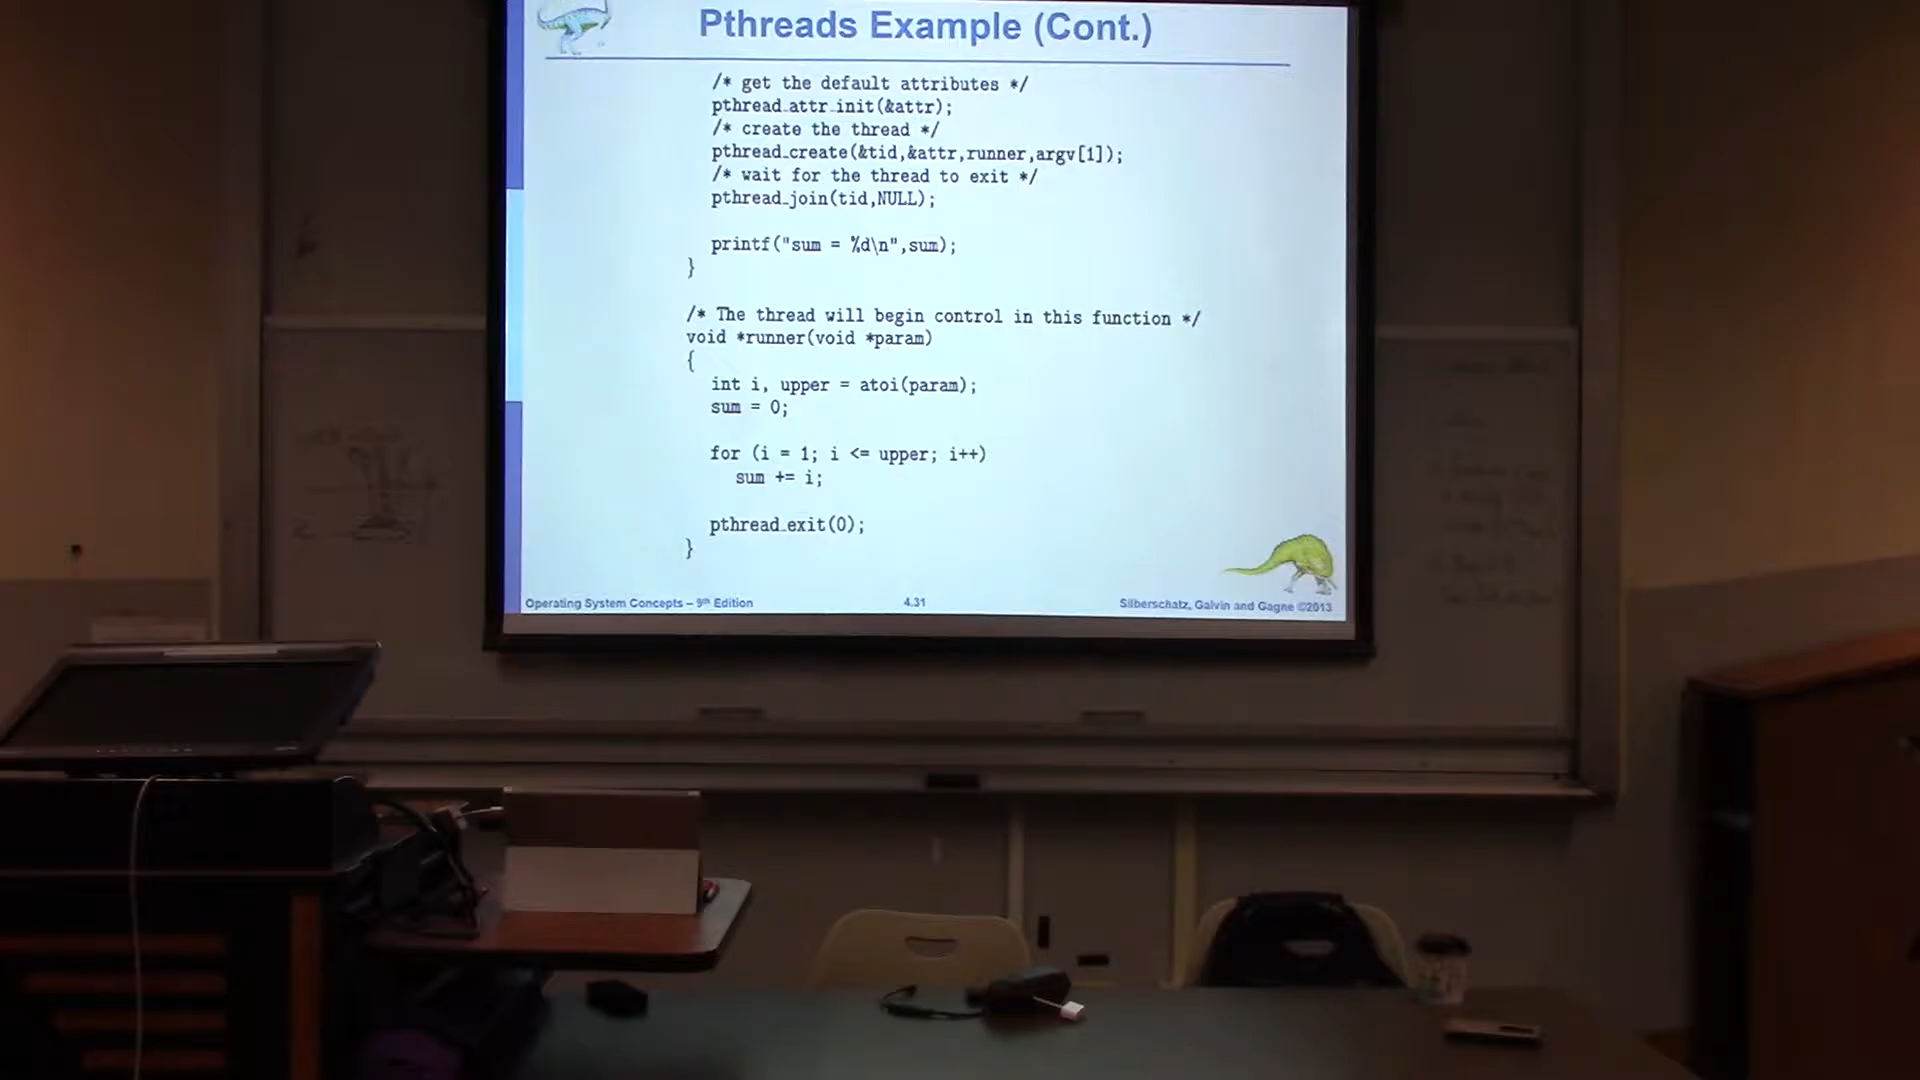 Pthreads Example (Cont.)
/* get the default attributes */
pthread_attr_init(&attr);
/* create the thread */
pthread_create(&tid,&attr,runner,argv[1]);
/* wait for the thread to exit */
pthread_join(tid,NULL);
printf("sum = %d\n",sum);
}
/* The thread will begin control in this function */
void *runner(void *param)
{
int i, upper = atoi(param);
sum = 0;
for (i = 1; i <= upper; i++)
sum += i;
pthread_exit(0);
}
Operating System Concepts – 9th Edition
4.31
Silberschatz, Galvin and Gagne ©2013